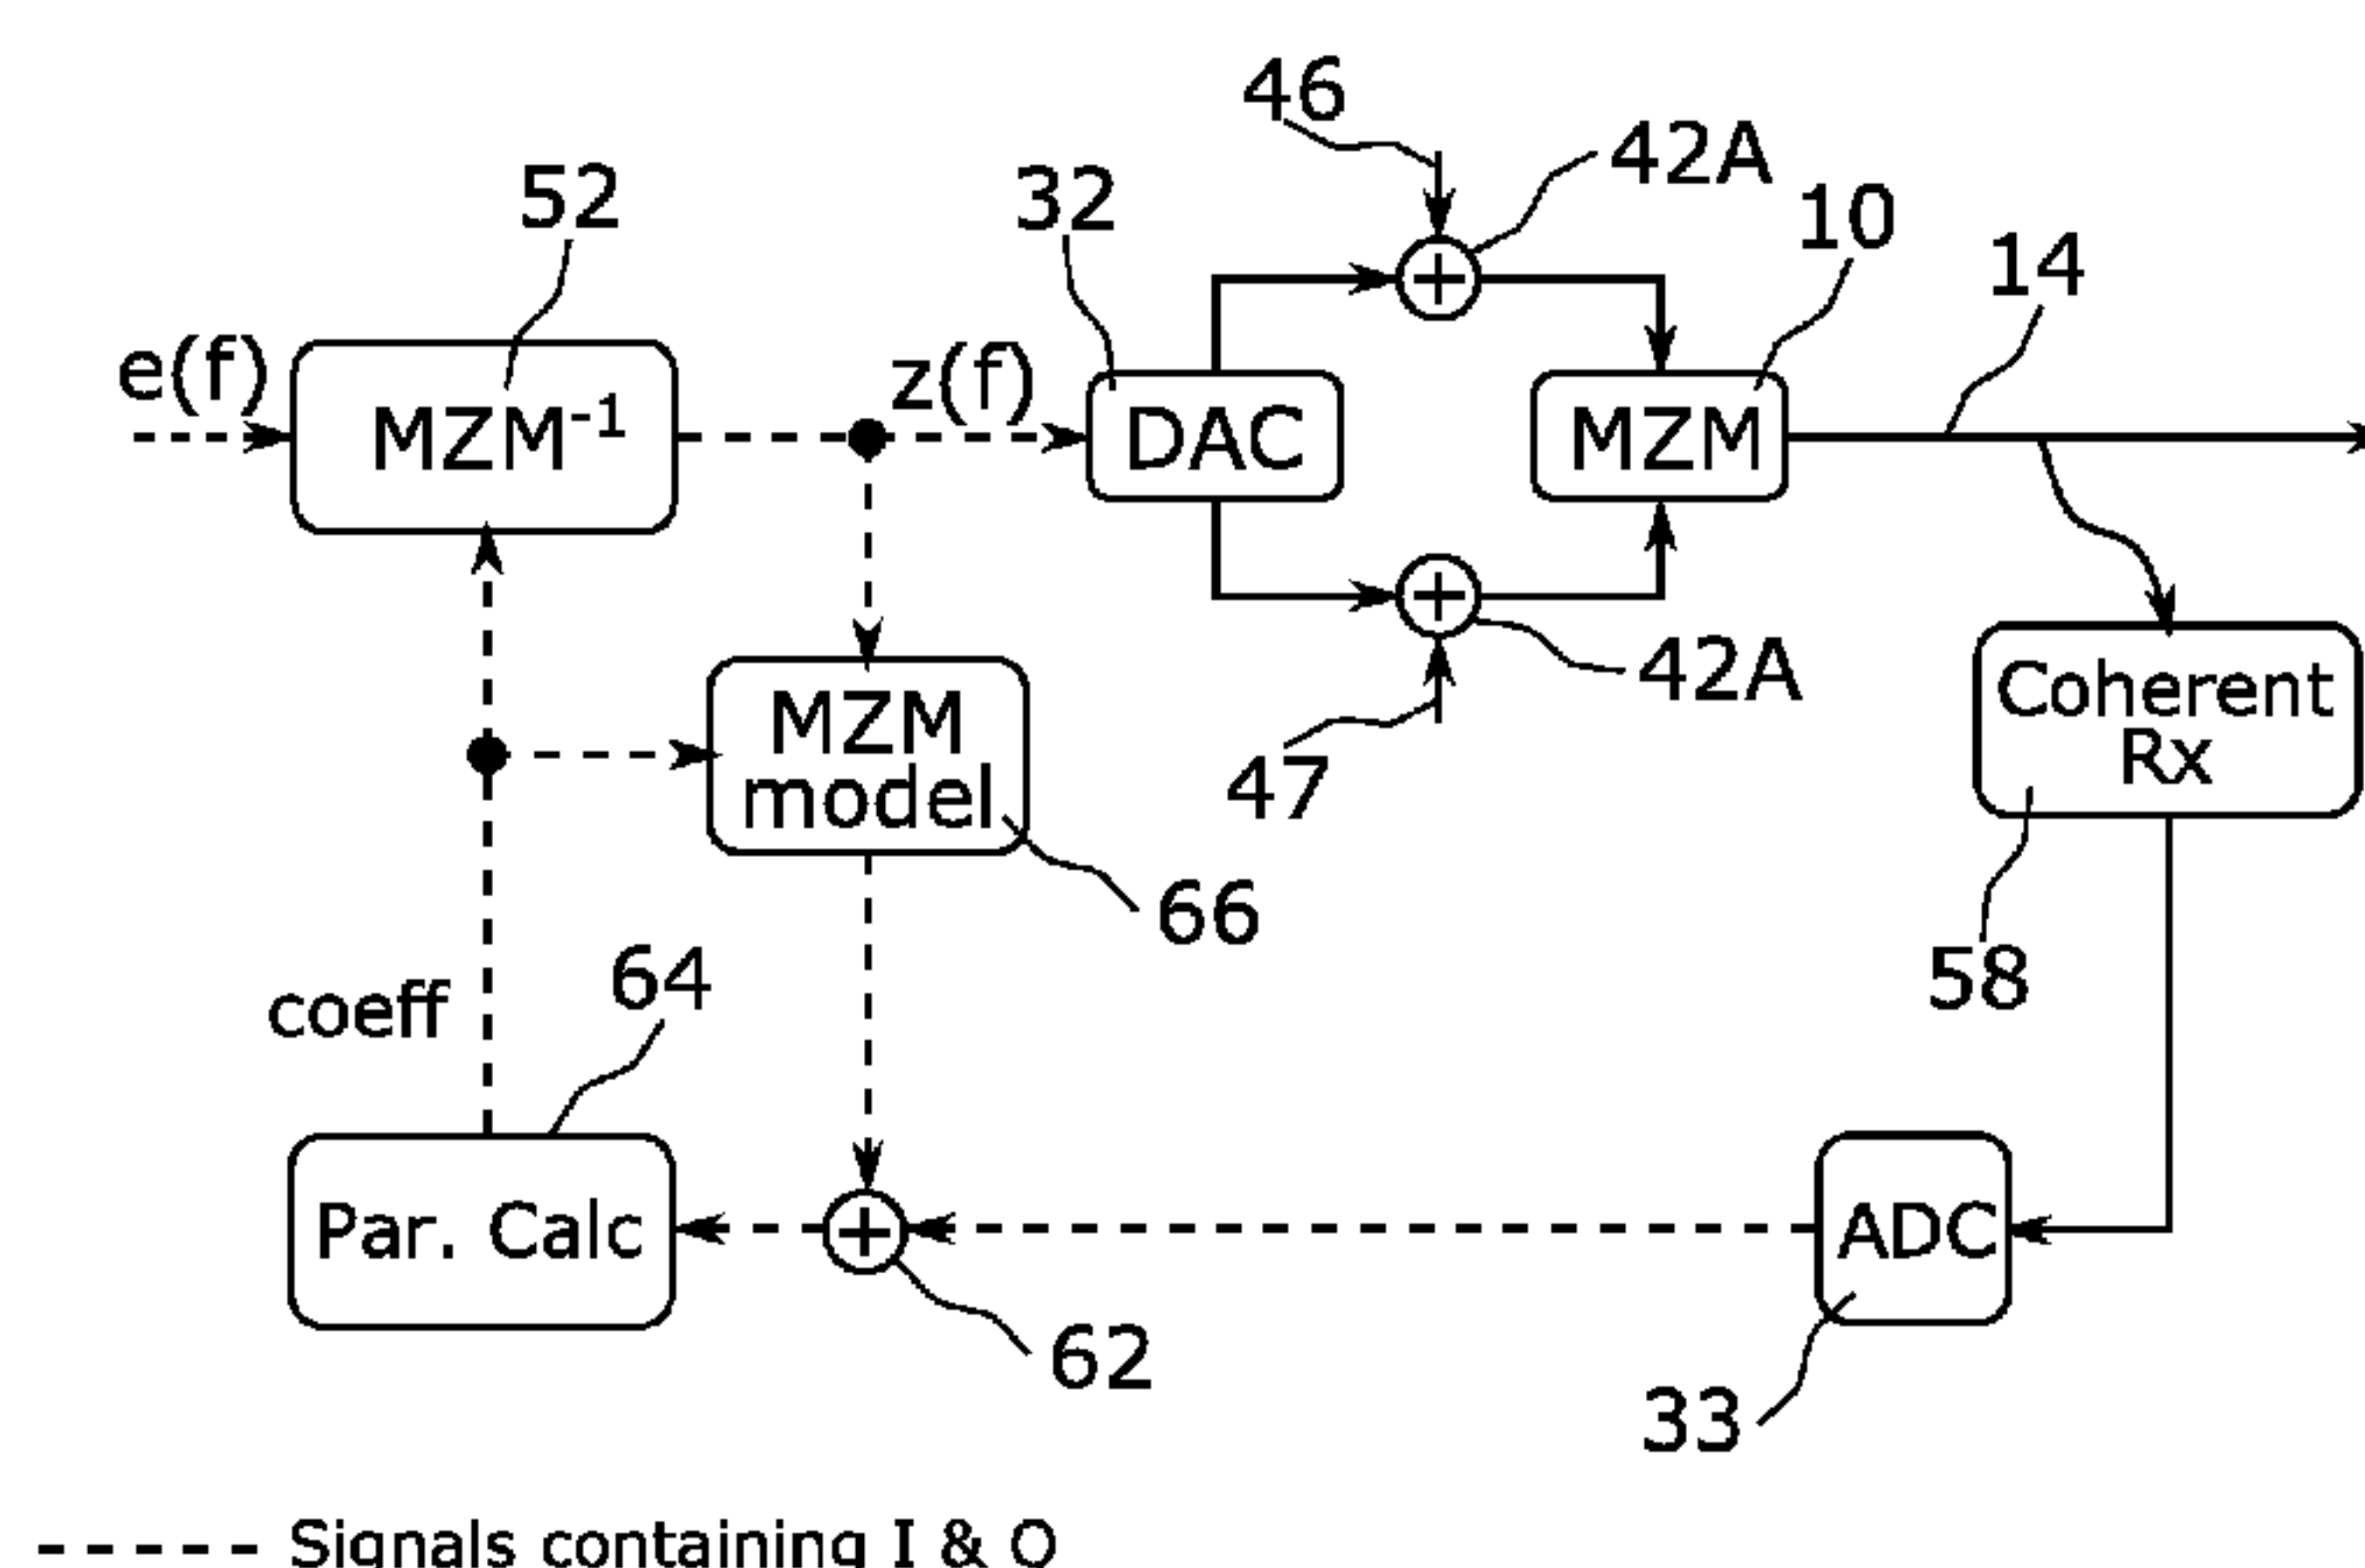 46
42A
52
32
10
14
e(f)
MZM-1
z(f)
DAC
MZM
42A
MZM
model
47
Coherent
Rx
66
58
coeff
64
Par. Calc
ADC
62
33
Signals containing I &